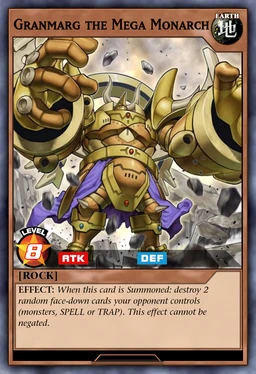 GRANMARG THE MEGA MONARCH
EARTH
LEVEL
8
ATK
DEF
[ROCK]
EFFECT: When this card is Summoned: destroy 2
random face-down cards your opponent controls
(monsters, SPELL or TRAP). This effect cannot be
negated.